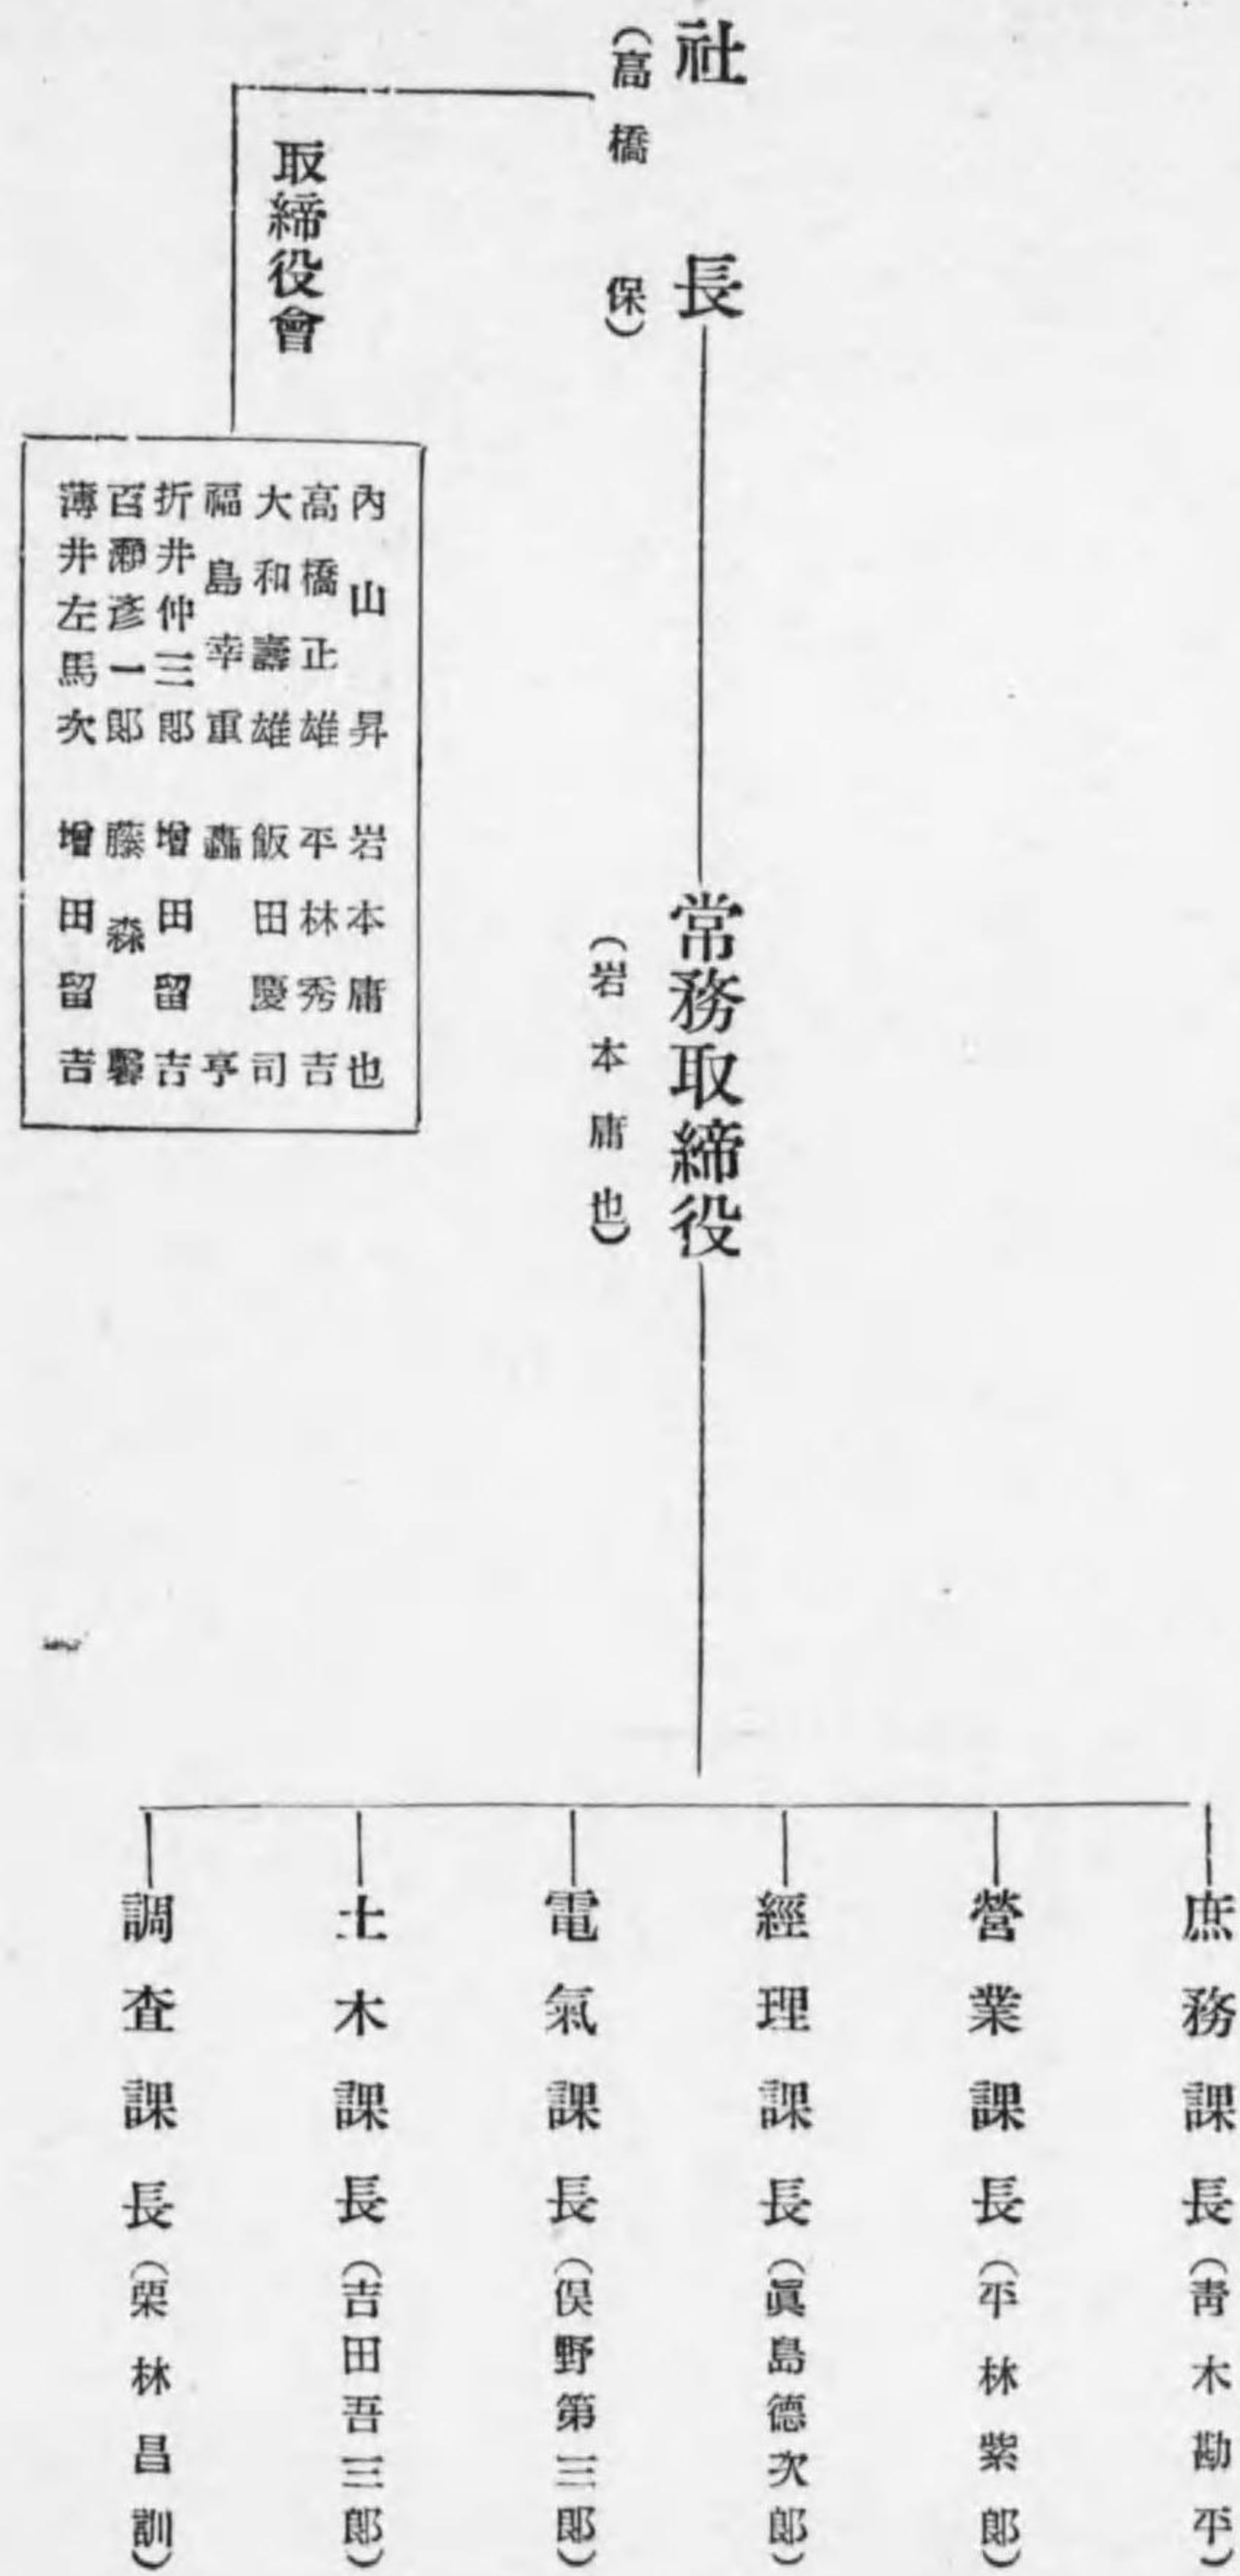 社長
(高橋保)
常務取締役
(岩本庸也)
取締役會
內山昇
高橋正雄
大和壽雄
福島幸重
折井仲三郎
百瀨彥一郎
薄井左馬次
岩本庸也
平林秀吉
飯田慶司
轟亨
增田留吉
藤森馨
增田留吉
庶務課長(靑木勘平)
營業課長(平林紫郞)
經理課長(眞島德次郞)
電氣課長(俣野第三郞)
土木課長(吉田吾三郞)
調査課長(栗林昌訓)